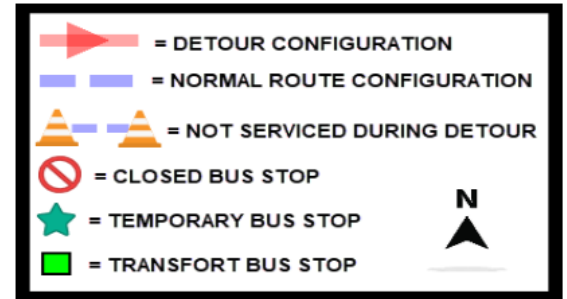 = DETOUR CONFIGURATION
= NORMAL ROUTE CONFIGURATION
= NOT SERVICED DURING DETOUR
= CLOSED BUS STOP
N
= TEMPORARY BUS STOP
= TRANSFORT BUS STOP